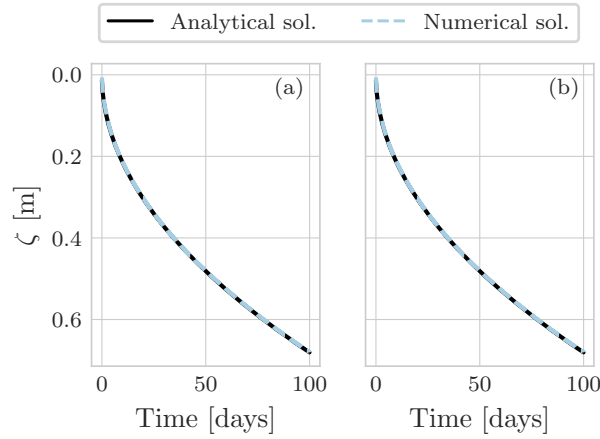 Analytical sol. Numerical sol.
(a) (b)
0.0
0.2
0.4
0.6
ζ [m]
0 50 100 0 50 100
Time [days] Time [days]